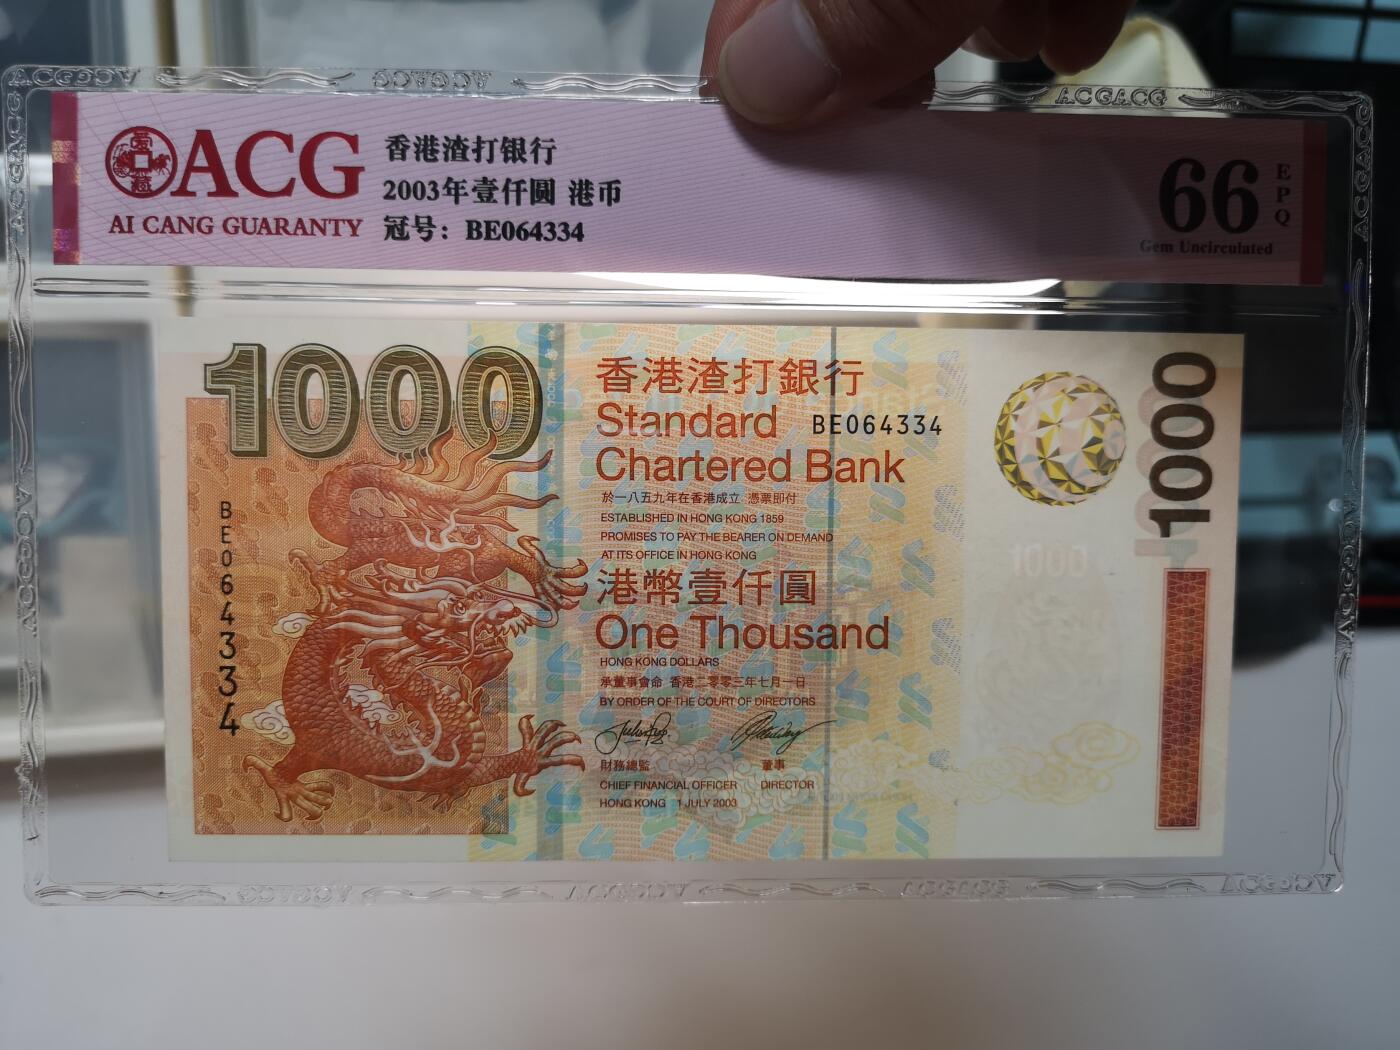 ACG
AI CANG GUARANTY
香港渣打银行
2003年壹仟圆 港币
冠号: BE064334
66
EPQ
Gem Uncirculated
1000
香港渣打銀行
Standard
Chartered Bank
BE064334
於一八五九年在香港成立 憑票即付
ESTABLISHED IN HONG KONG 1859
PROMISES TO PAY THE BEARER ON DEMAND
AT ITS OFFICE IN HONG KONG
港幣壹仟圓
One Thousand
HONG KONG DOLLARS
承董事會命 香港二零零三年七月一日
BY ORDER OF THE COURT OF DIRECTORS
財務總監 董事
CHIEF FINANCIAL OFFICER DIRECTOR
HONG KONG 1 JULY 2003
BE064334
1000
ACGACG
ACGACG